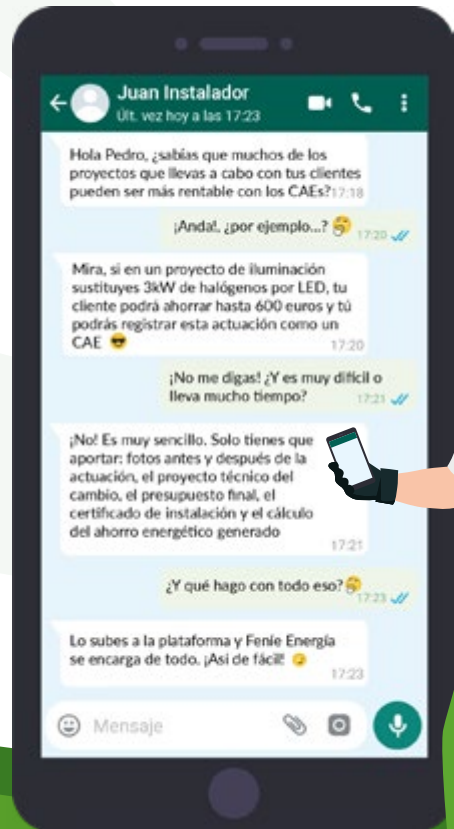 Juan Instalador
Últ. vez hoy a las 17:23
Hola Pedro, ¿sabías que muchos de los
proyectos que llevas a cabo con tus clientes
pueden ser más rentable con los CAEs? 17:18
¡Anda!, ¿por ejemplo...? 🤔 17:20
Mira, si en un proyecto de iluminación
sustituyes 3kW de halógenos por LED, tu
cliente podrá ahorrar hasta 600 euros y tú
podrás registrar esta actuación como un
CAE 😎 17:20
¡No me digas! ¿Y es muy difícil o
lleva mucho tiempo? 17:21
¡No! Es muy sencillo. Solo tienes que
aportar: fotos antes y después de la
actuación, el proyecto técnico del
cambio, el presupuesto final, el
certificado de instalación y el cálculo
del ahorro energético generado
17:21
¿Y qué hago con todo eso? 🤔 17:23
Lo subes a la plataforma y Feníe Energía
se encarga de todo. ¡Así de fácil! 😉
17:23
Mensaje